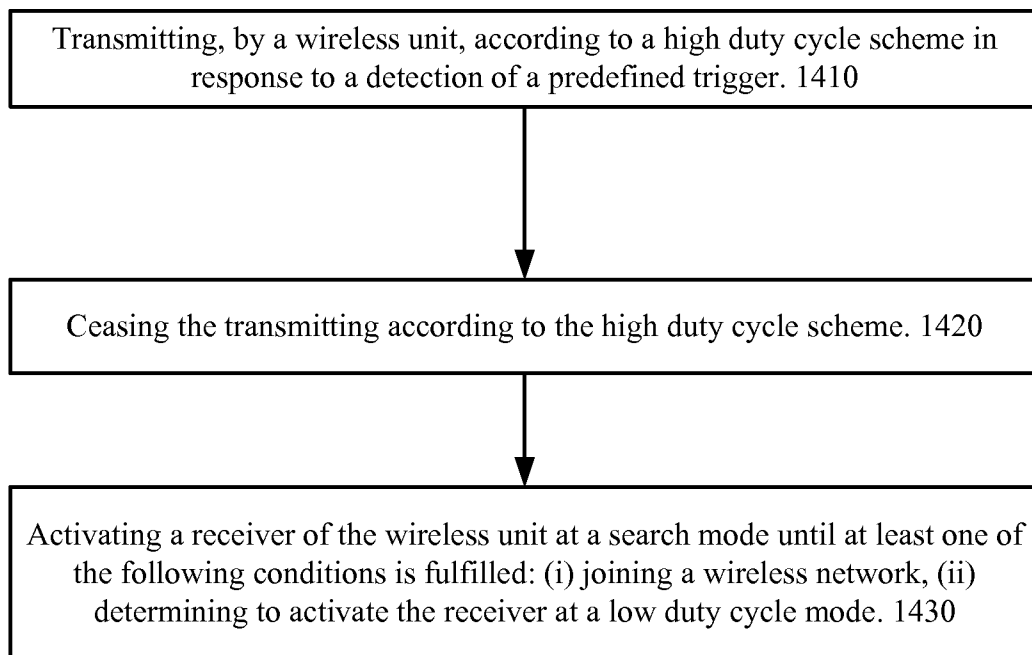 Transmitting, by a wireless unit, according to a high duty cycle scheme in
response to a detection of a predefined trigger. 1410
Ceasing the transmitting according to the high duty cycle scheme. 1420
Activating a receiver of the wireless unit at a search mode until at least one of
the following conditions is fulfilled: (i) joining a wireless network, (ii)
determining to activate the receiver at a low duty cycle mode. 1430